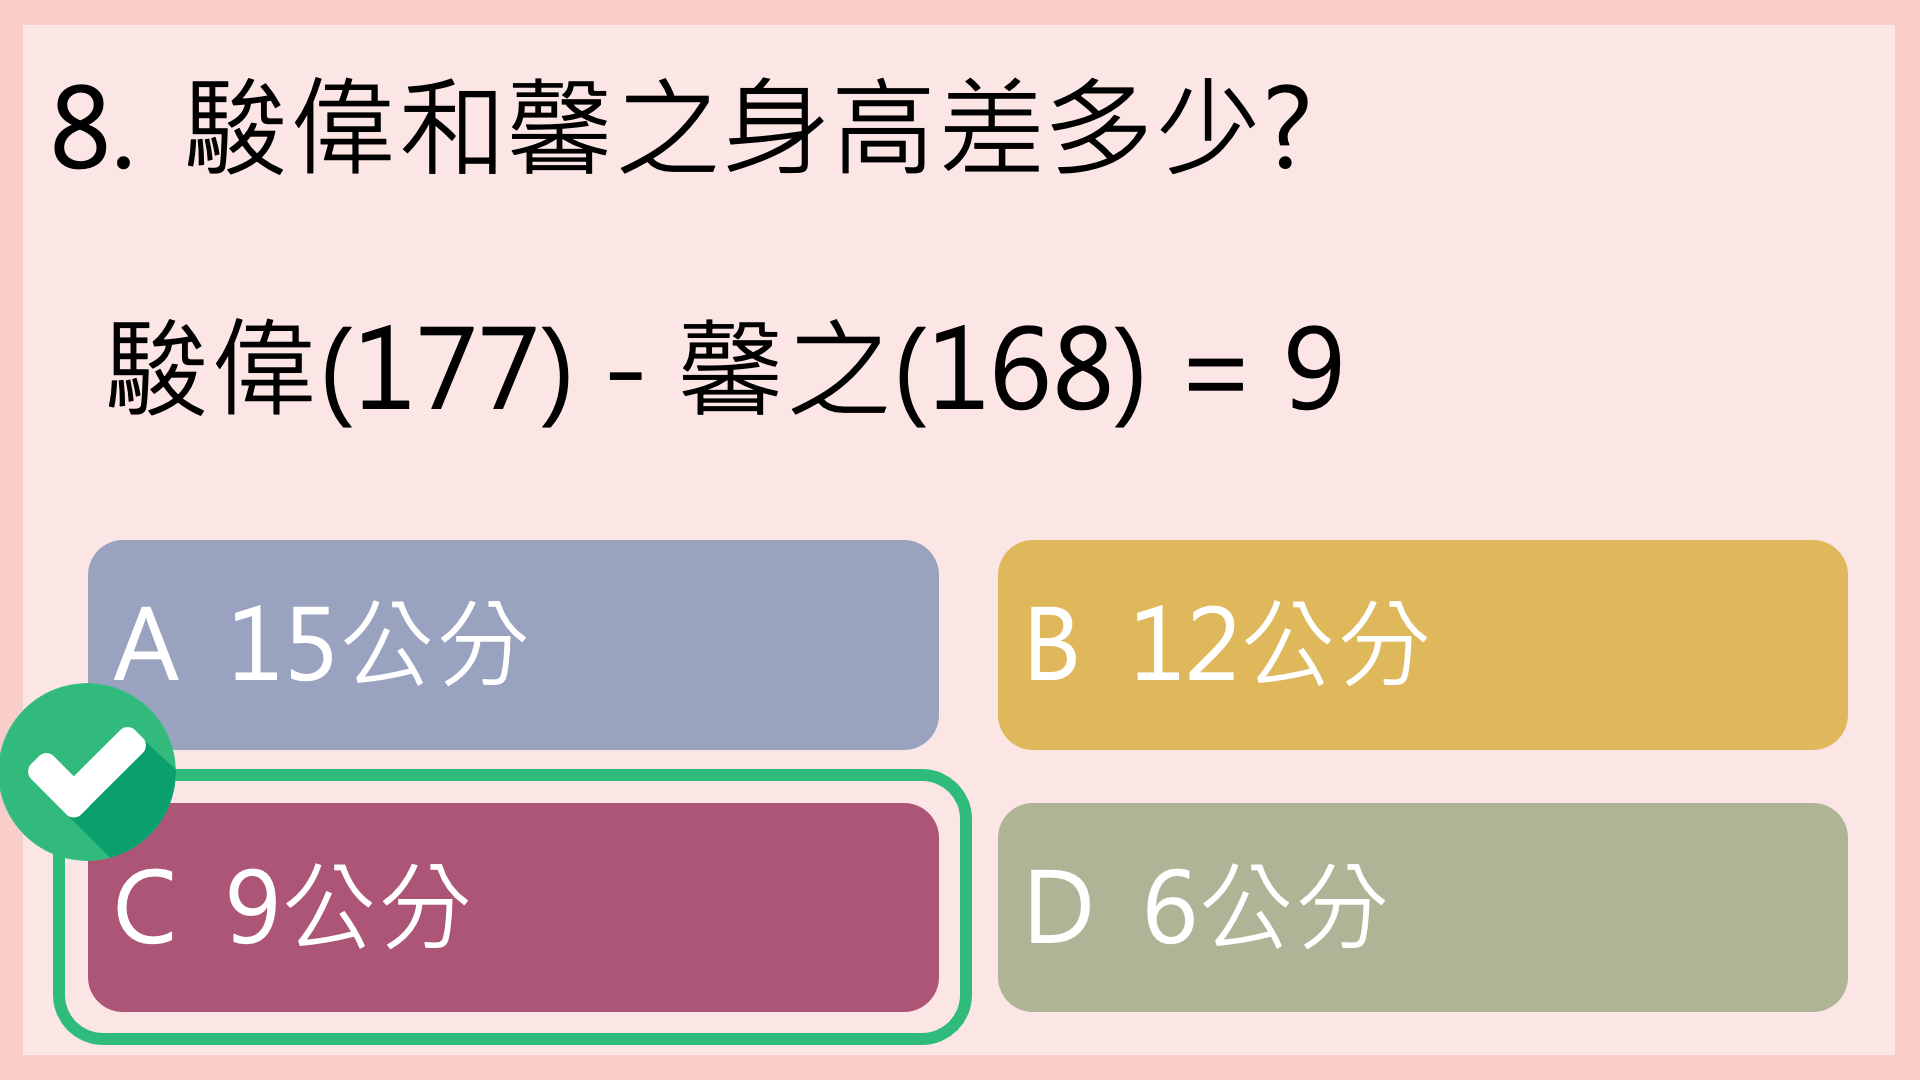 8. 駿偉和馨之身高差多少?
駿偉(177) - 馨之(168) = 9
A 15公分
B 12公分
C 9公分
D 6公分